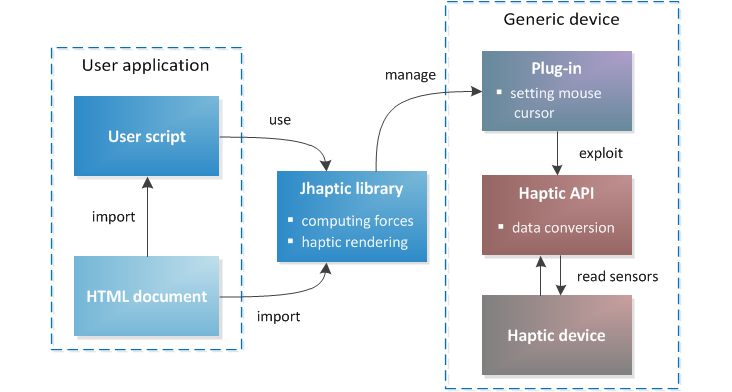 User application
User script
import
HTML document
use
import
Jhaptic library
▪ computing forces
▪ haptic rendering
manage
Generic device
Plug-in
▪ setting mouse
cursor
exploit
Haptic API
▪ data conversion
read sensors
Haptic device